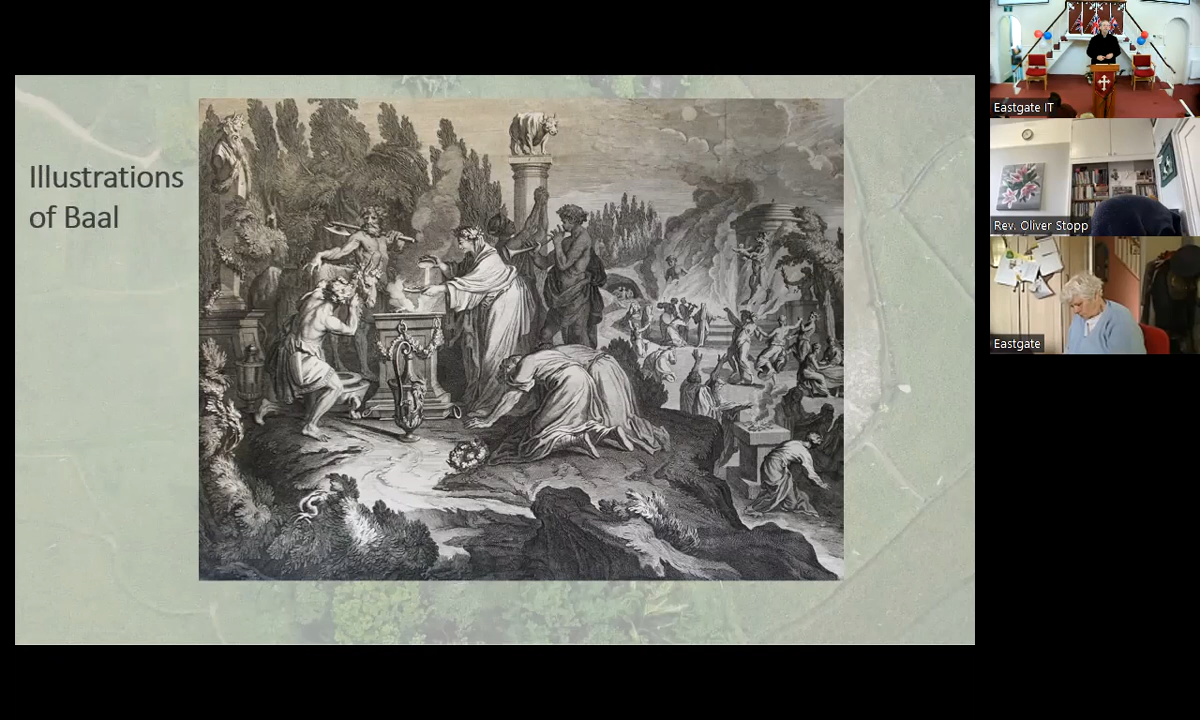 Illustrations
of Baal
Eastgate IT
Rev. Oliver Stopp
Eastgate